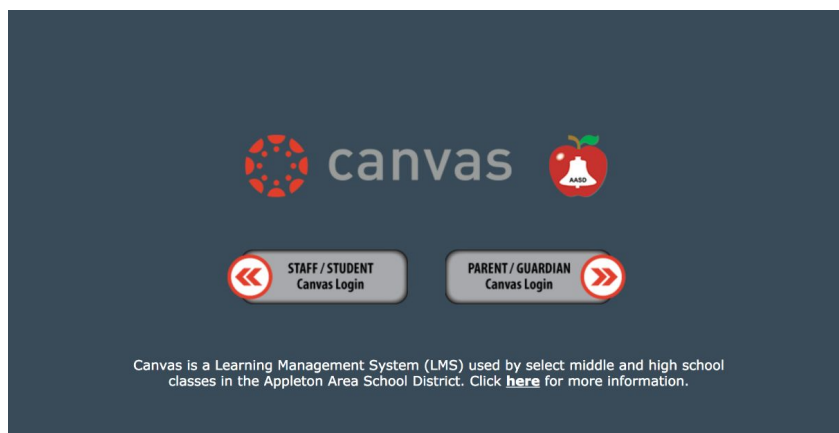 canvas
AASD
STAFF / STUDENT
Canvas Login
PARENT / GUARDIAN
Canvas Login
Canvas is a Learning Management System (LMS) used by select middle and high school
classes in the Appleton Area School District. Click here for more information.